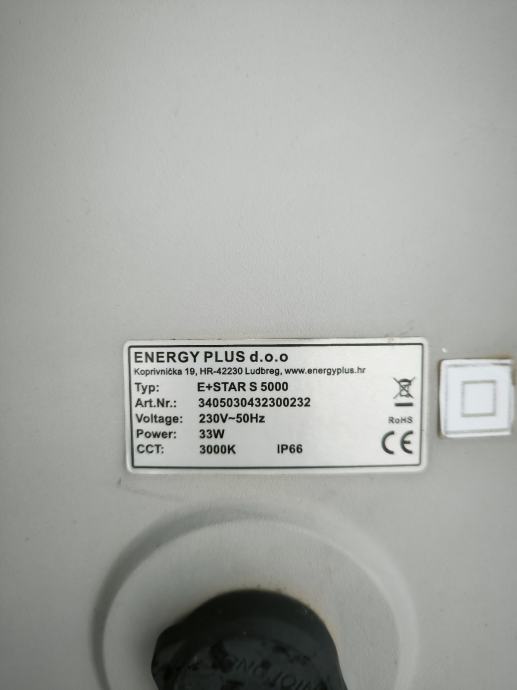 ENERGY PLUS d.o.o
Koprivnička 19, HR-42230 Ludbreg, www.energyplus.hr
Typ: E+STAR S 5000
Art.Nr.: 3405030432300232
Voltage: 230V~50Hz
Power: 33W
CCT: 3000K IP66
RoHS
CE